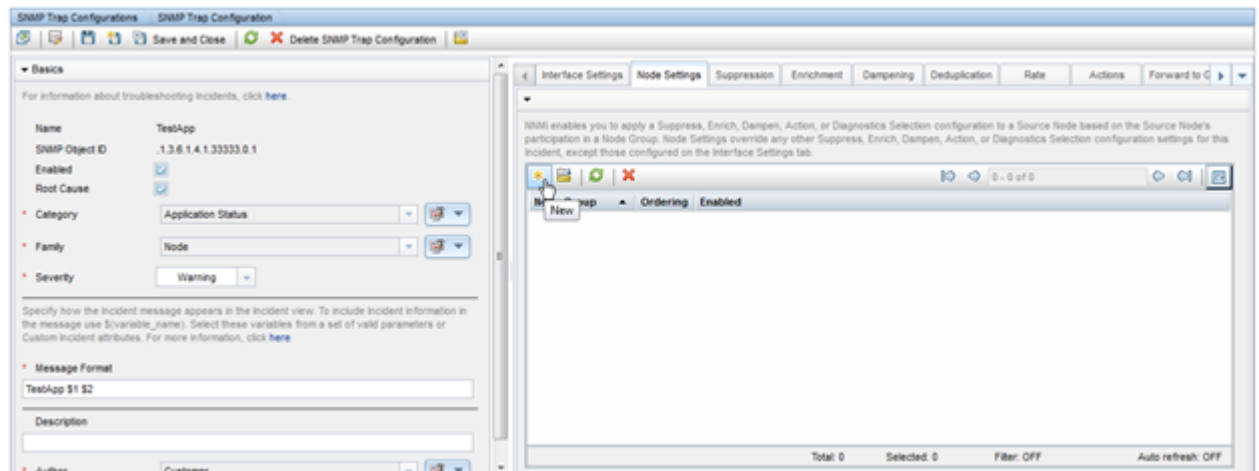 SNMP Trap Configurations SNMP Trap Configuration
Save and Close Delete SNMP Trap Configuration
Basics
For information about troubleshooting Incidents, click here.
Name TestApp
SNMP Object ID .1.3.6.1.4.1.33333.0.1
Enabled
Root Cause
* Category Application Status
* Family Node
* Severity Warning
Specify how the Incident message appears in the Incident view. To include Incident information in
the message use $(variable_name). Select these variables from a set of valid parameters or
Custom Incident attributes. For more information, click here.
* Message Format
TestApp $1 $2
Description
* Author Customer
Interface Settings Node Settings Suppression Enrichment Dampening Deduplication Rate Actions Forward to
NNMi enables you to apply a Suppress, Enrich, Dampen, Action, or Diagnostics Selection configuration to a Source Node based on the Source Node's
participation in a Node Group. Node Settings override any other Suppress, Enrich, Dampen, Action, or Diagnostics Selection configuration settings for this
Incident, except those configured on the Interface Settings tab.
0 - 0 of 0
Ordering Enabled
New
Total: 0 Selected: 0 Filter: OFF Auto refresh: OFF